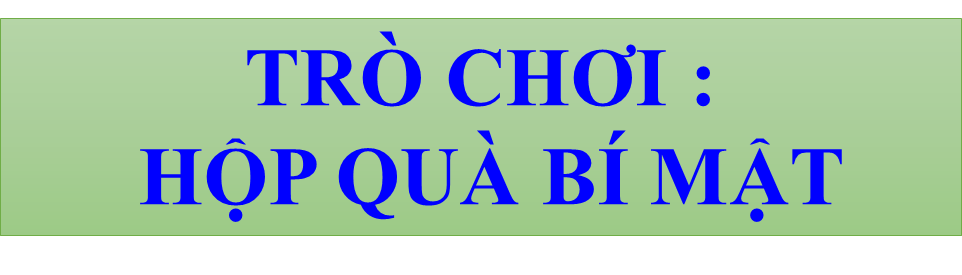 TRÒ CHƠI :
HỘP QUÀ BÍ MẬT